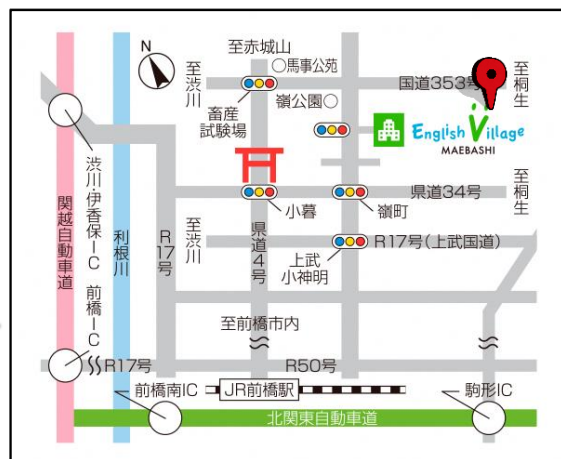 N
至赤城山
○馬事公苑
至渋川
国道353号
至桐生
畜産
試験場
嶺公園○
English Village
MAEBASHI
渋川伊香保IC
関越自動車道
利根川
R17号
小暮
県道34号
嶺町
至桐生
至渋川
県道4号
R17号(上武国道)
上武
小神明
前橋IC
至前橋市内
R17号
R50号
前橋南IC
JR前橋駅
駒形IC
北関東自動車道